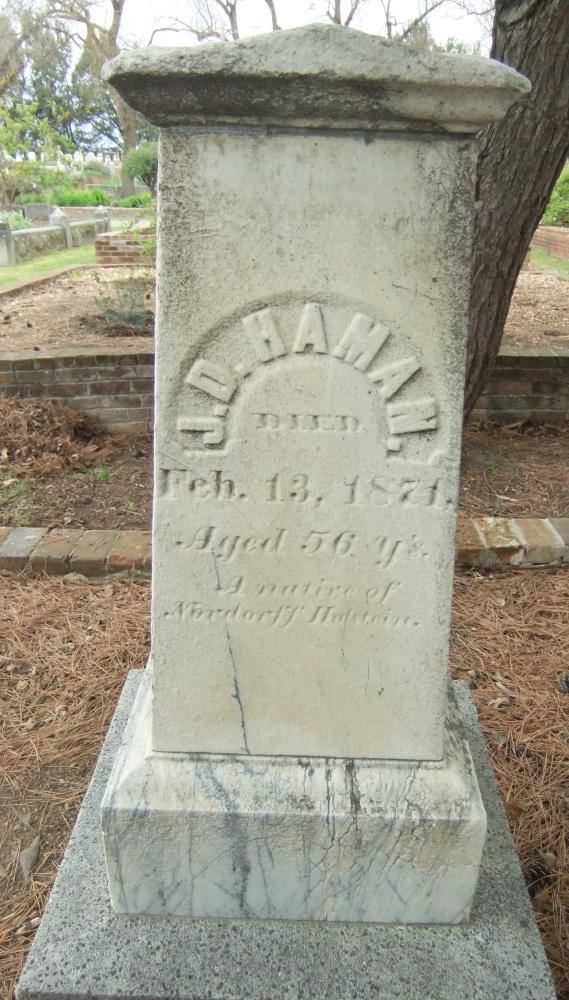 J.D. HAMAN.
DIED
Feb. 13, 1871.
Aged 56 y's.
A native of
Nordorff Holstein.